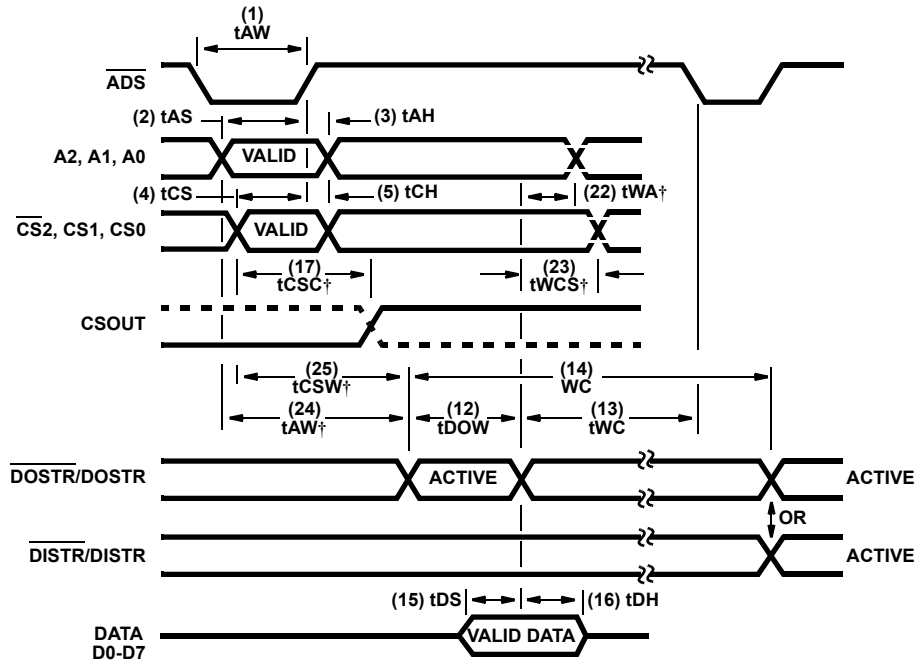 (1)
tAW
ADS
(2) tAS
(3) tAH
A2, A1, A0
VALID
(4) tCS
(5) tCH
(22) tWA†
CS2, CS1, CS0
VALID
(17)
tCSC†
(23)
tWCS†
CSOUT
(25)
tCSW†
(14)
WC
(24)
tAW†
(12)
tDOW
(13)
tWC
DOSTR/DOSTR
ACTIVE
ACTIVE
OR
DISTR/DISTR
ACTIVE
(15) tDS
(16) tDH
DATA
D0-D7
VALID DATA